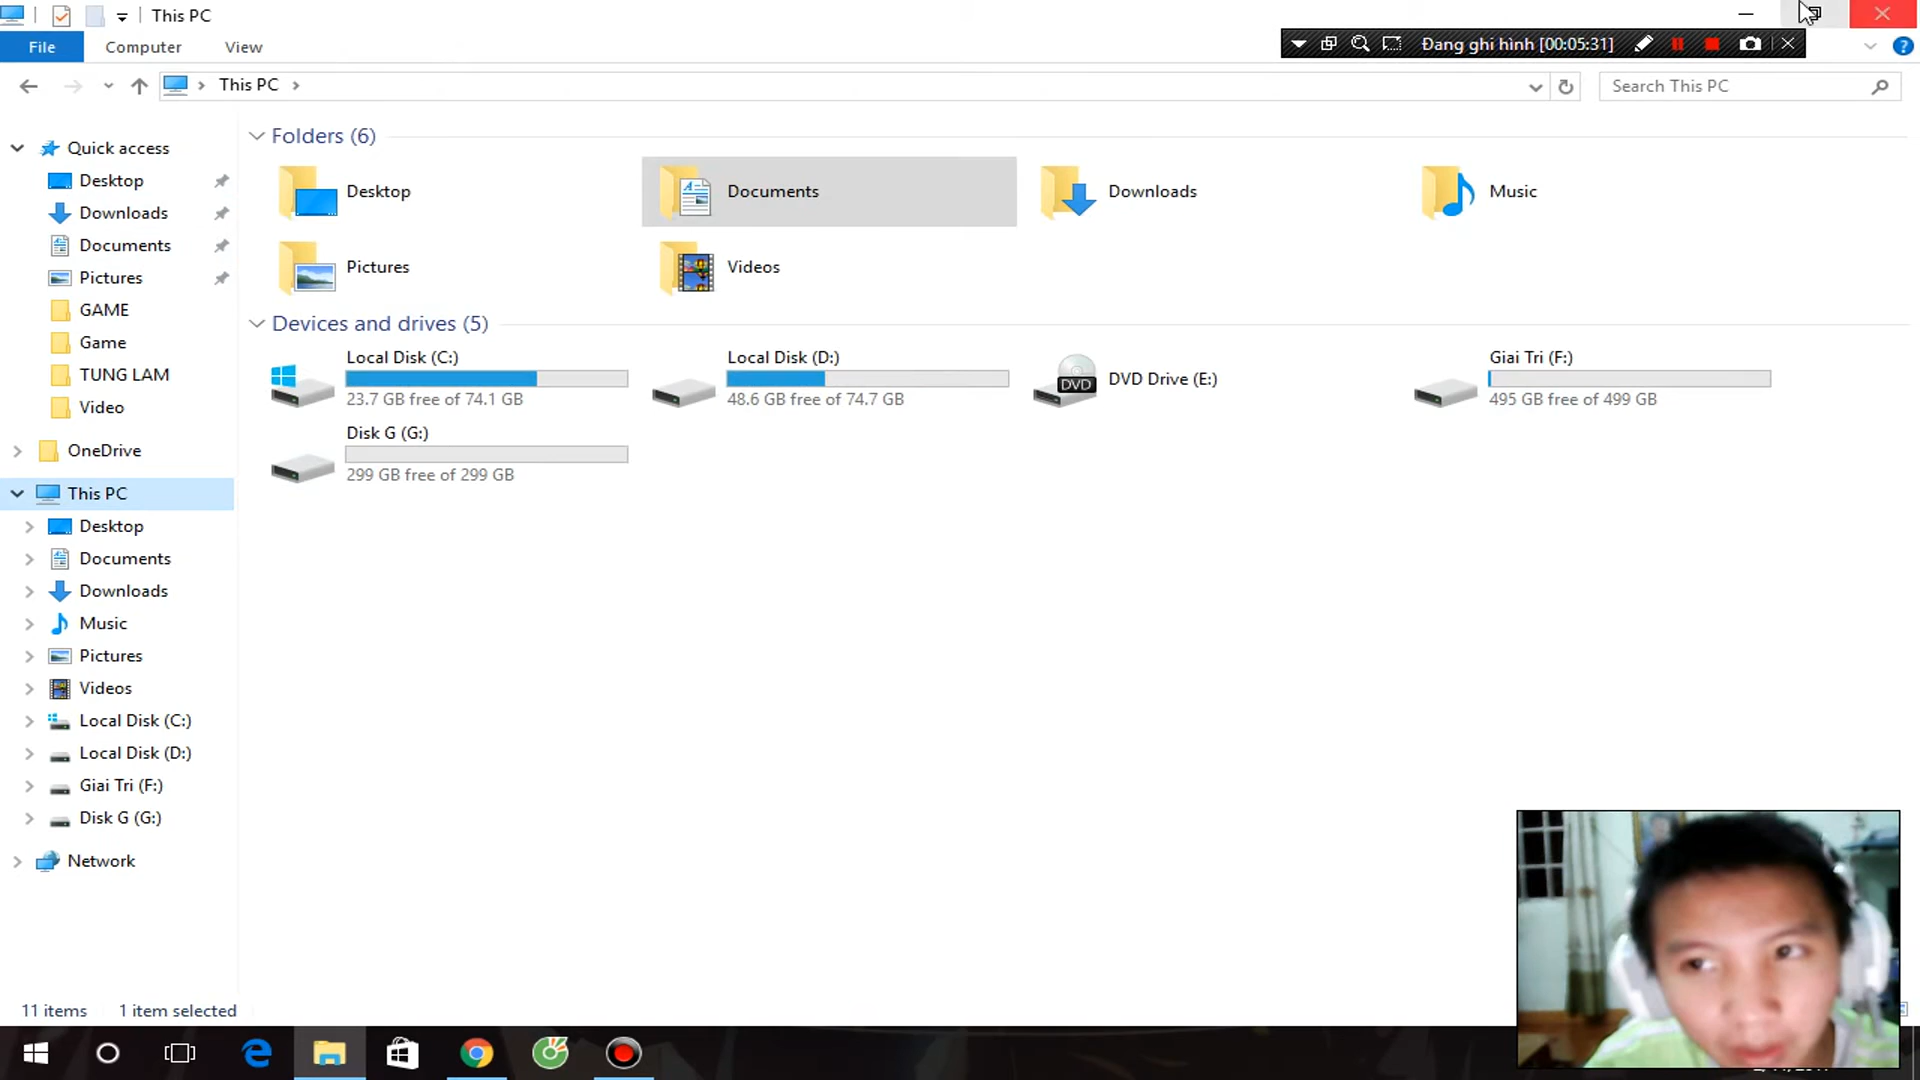 This PC
File
Computer
View
Đang ghi hình [00:05:31]
This PC
Search This PC
Quick access
Desktop
Downloads
Documents
Pictures
GAME
Game
TUNG LAM
Video
OneDrive
This PC
Desktop
Documents
Downloads
Music
Pictures
Videos
Local Disk (C:)
Local Disk (D:)
Giai Tri (F:)
Disk G (G:)
Network
Folders (6)
Desktop
Documents
Downloads
Music
Pictures
Videos
Devices and drives (5)
Local Disk (C:)
23.7 GB free of 74.1 GB
Local Disk (D:)
48.6 GB free of 74.7 GB
DVD
DVD Drive (E:)
Giai Tri (F:)
495 GB free of 499 GB
Disk G (G:)
299 GB free of 299 GB
11 items
1 item selected